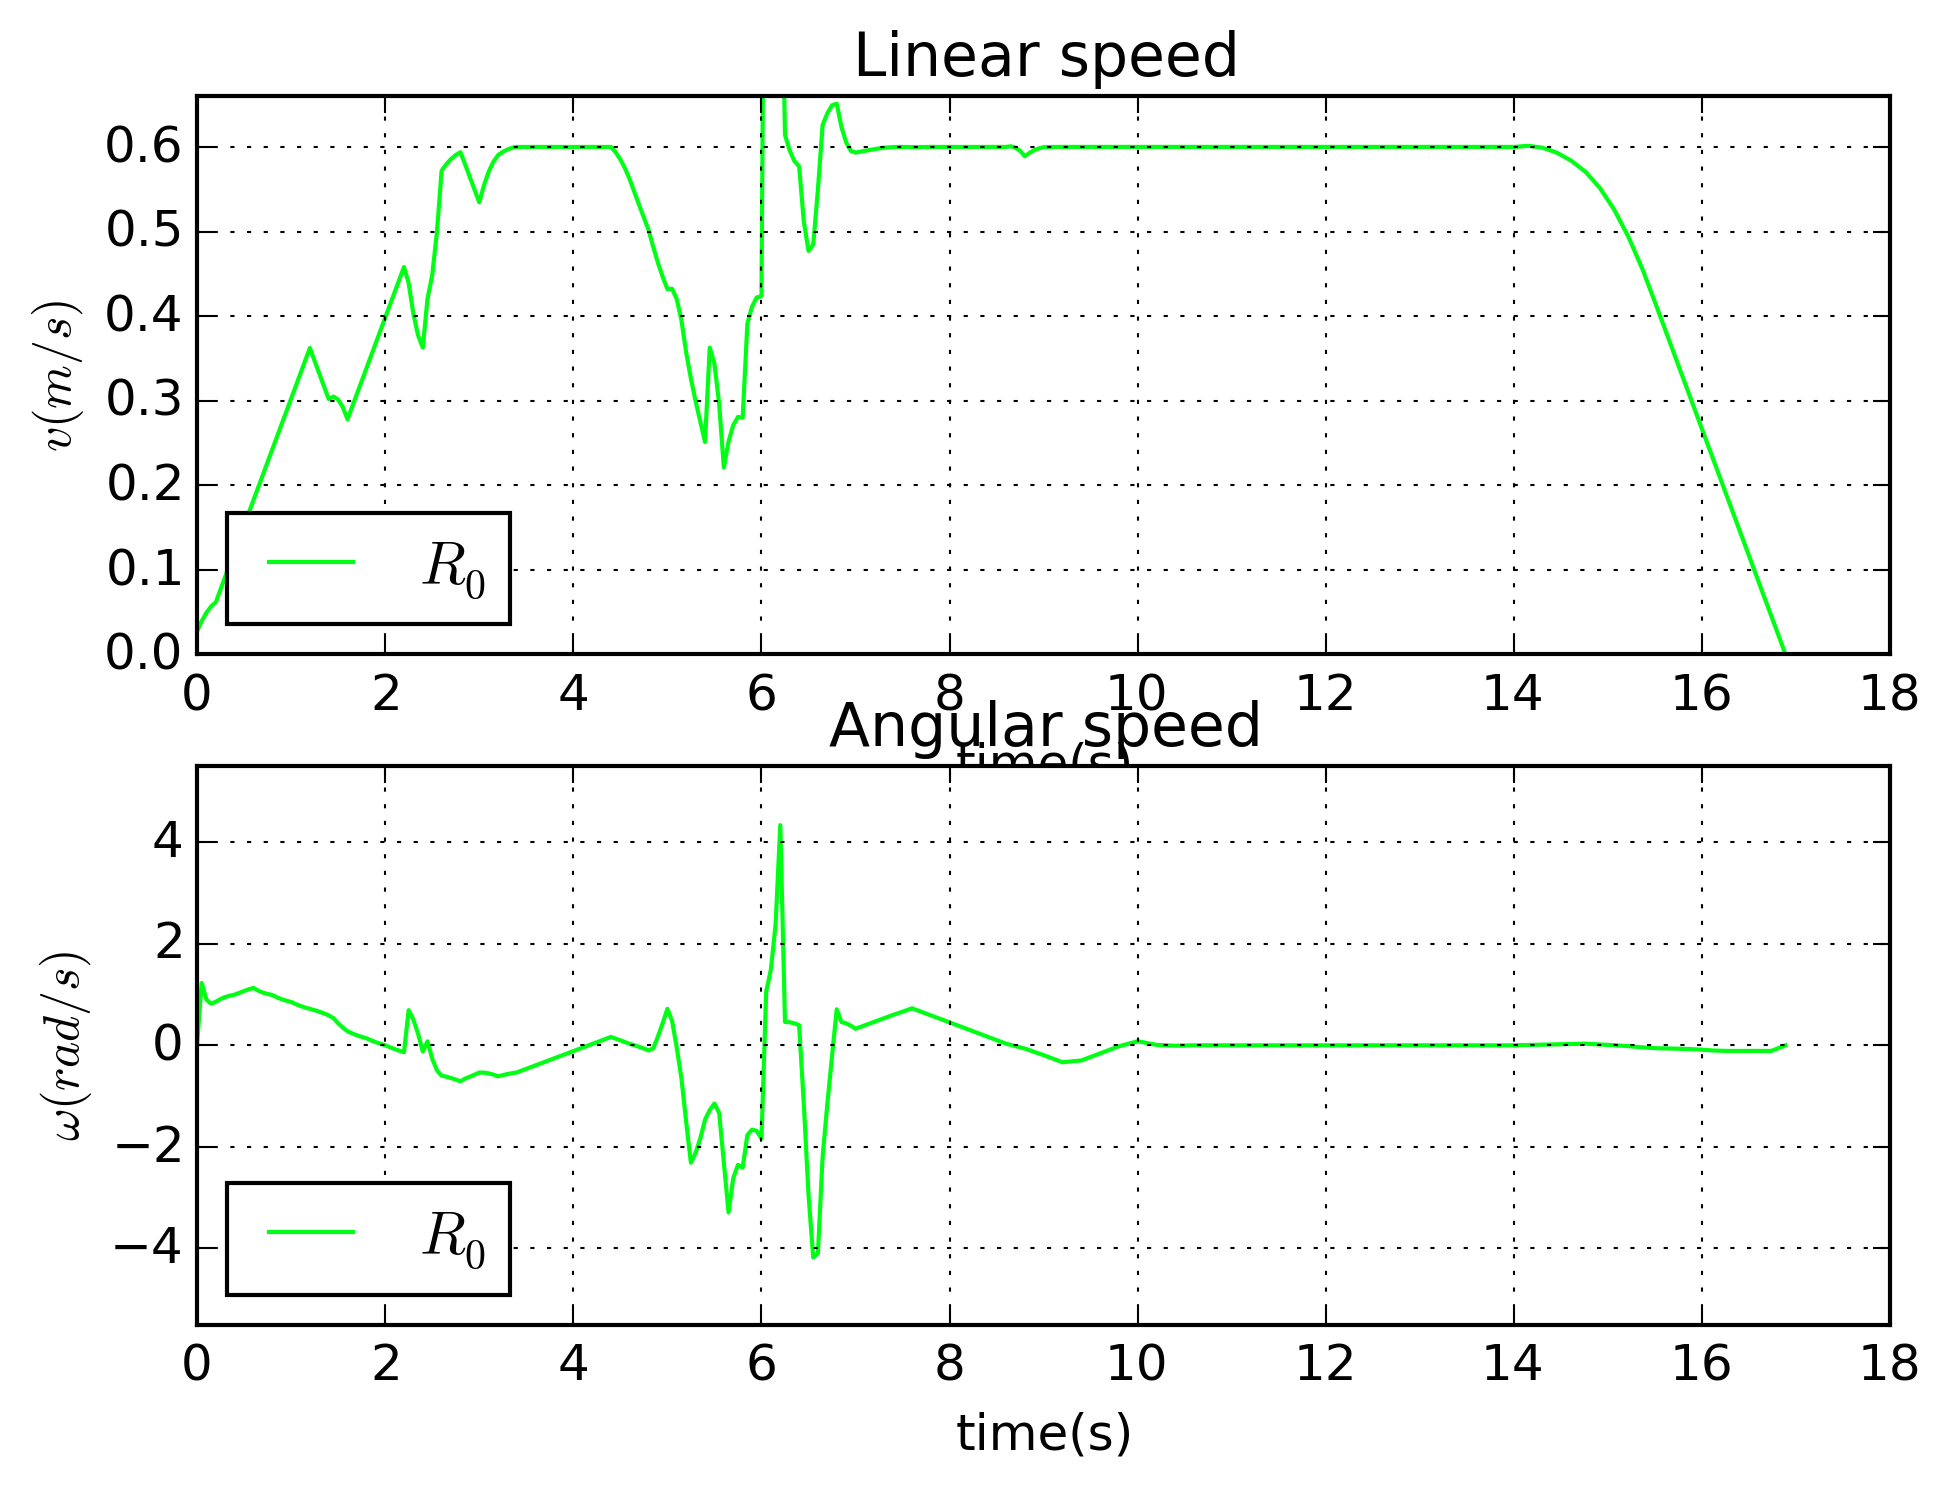 Linear speed
v(m/s)
0.6
0.5
0.4
0.3
0.2
0.1
0.0
R₀
0 2 4 6 8 10 12 14 16 18
time(s)
Angular speed
ω(rad/s)
4
2
0
−2
−4
R₀
0 2 4 6 8 10 12 14 16 18
time(s)